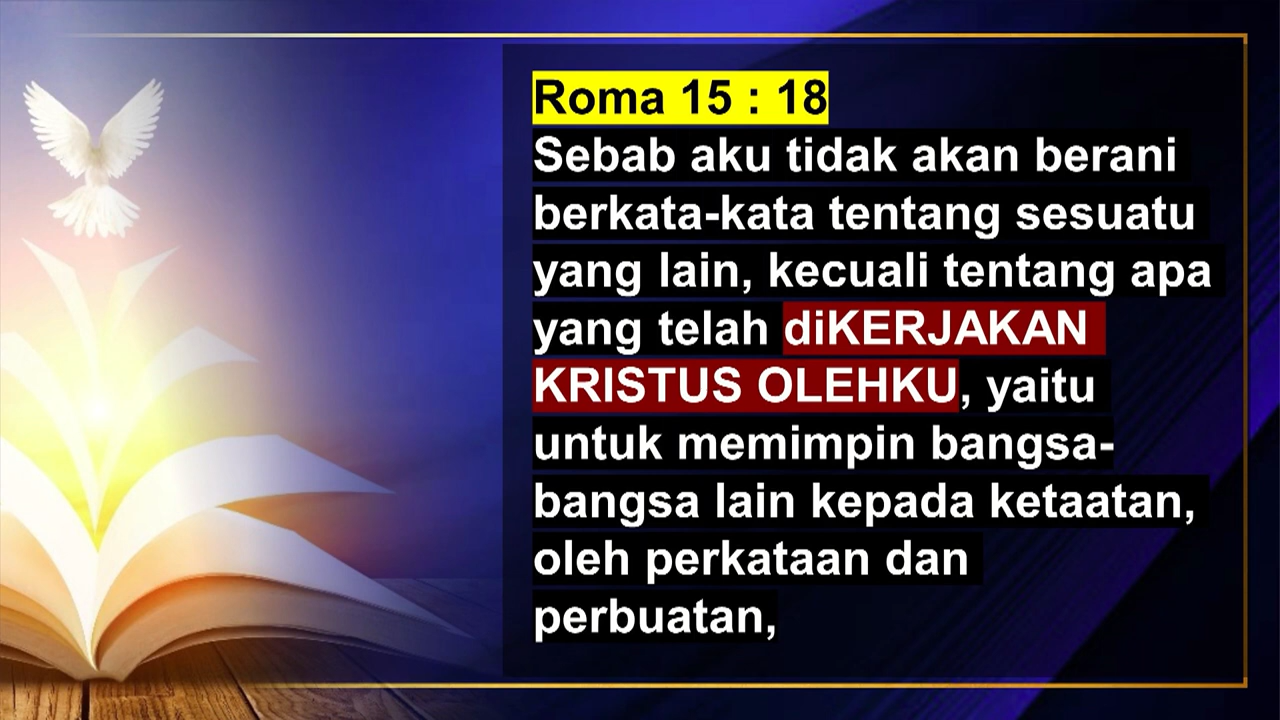 Roma 15 : 18
Sebab aku tidak akan berani
berkata-kata tentang sesuatu
yang lain, kecuali tentang apa
yang telah diKERJAKAN
KRISTUS OLEHKU, yaitu
untuk memimpin bangsa-
bangsa lain kepada ketaatan,
oleh perkataan dan
perbuatan,